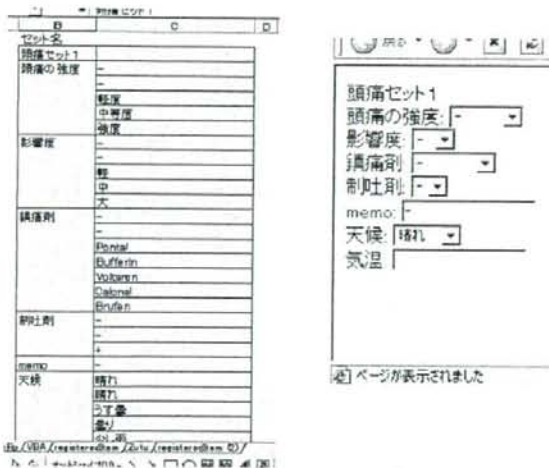 B C D
セット名
頭痛セット1
頭痛の強度 -
-
軽度
中等度
強度
影響度 -
-
軽
中
大
鎮痛剤 -
-
Pontal
Bufferin
Voltaren
Calonal
Brufen
制吐剤 -
-
+
memo -
天候 晴れ
晴れ
うす曇
曇り
頭痛セット1
頭痛の強度: -
影響度: -
鎮痛剤: -
制吐剤: -
memo: -
天候: 晴れ
気温:
ページが表示されました